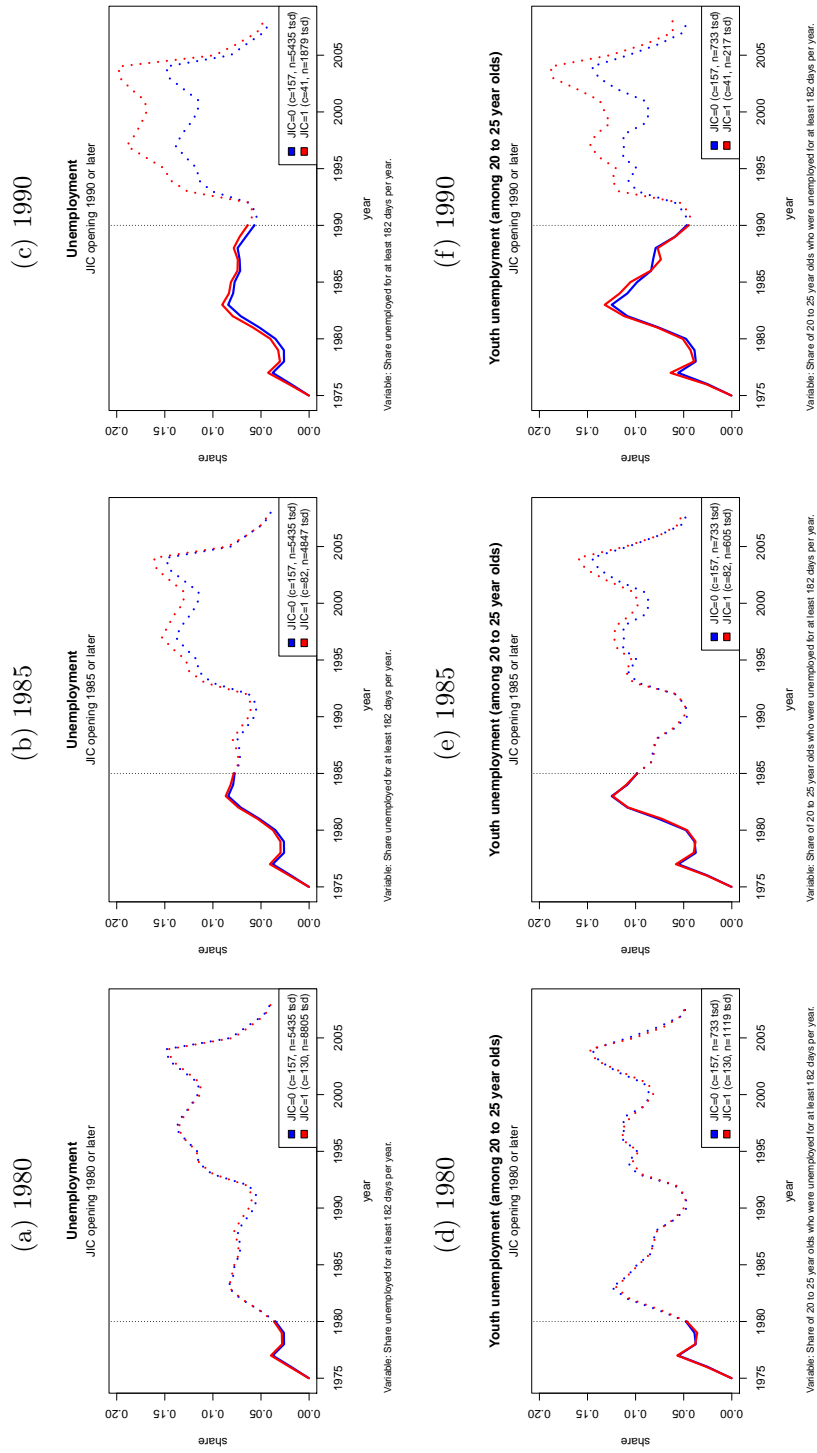 (a) 1980
Unemployment
JIC opening 1980 or later
share
0.00 0.05 0.10 0.15 0.20
JIC=0 (c=157, n=5435 tsd)
JIC=1 (c=130, n=8805 tsd)
1975 1980 1985 1990 1995 2000 2005
year
Variable: Share unemployed for at least 182 days per year.
(b) 1985
Unemployment
JIC opening 1985 or later
share
0.00 0.05 0.10 0.15 0.20
JIC=0 (c=157, n=5435 tsd)
JIC=1 (c=82, n=4847 tsd)
1975 1980 1985 1990 1995 2000 2005
year
Variable: Share unemployed for at least 182 days per year.
(c) 1990
Unemployment
JIC opening 1990 or later
share
0.00 0.05 0.10 0.15 0.20
JIC=0 (c=157, n=5435 tsd)
JIC=1 (c=41, n=1879 tsd)
1975 1980 1985 1990 1995 2000 2005
year
Variable: Share unemployed for at least 182 days per year.
(d) 1980
Youth unemployment (among 20 to 25 year olds)
JIC opening 1980 or later
share
0.00 0.05 0.10 0.15 0.20
JIC=0 (c=157, n=733 tsd)
JIC=1 (c=130, n=1119 tsd)
1975 1980 1985 1990 1995 2000 2005
year
Variable: Share of 20 to 25 year olds who were unemployed for at least 182 days per year.
(e) 1985
Youth unemployment (among 20 to 25 year olds)
JIC opening 1985 or later
share
0.00 0.05 0.10 0.15 0.20
JIC=0 (c=157, n=733 tsd)
JIC=1 (c=82, n=605 tsd)
1975 1980 1985 1990 1995 2000 2005
year
Variable: Share of 20 to 25 year olds who were unemployed for at least 182 days per year.
(f) 1990
Youth unemployment (among 20 to 25 year olds)
JIC opening 1990 or later
share
0.00 0.05 0.10 0.15 0.20
JIC=0 (c=157, n=733 tsd)
JIC=1 (c=41, n=217 tsd)
1975 1980 1985 1990 1995 2000 2005
year
Variable: Share of 20 to 25 year olds who were unemployed for at least 182 days per year.